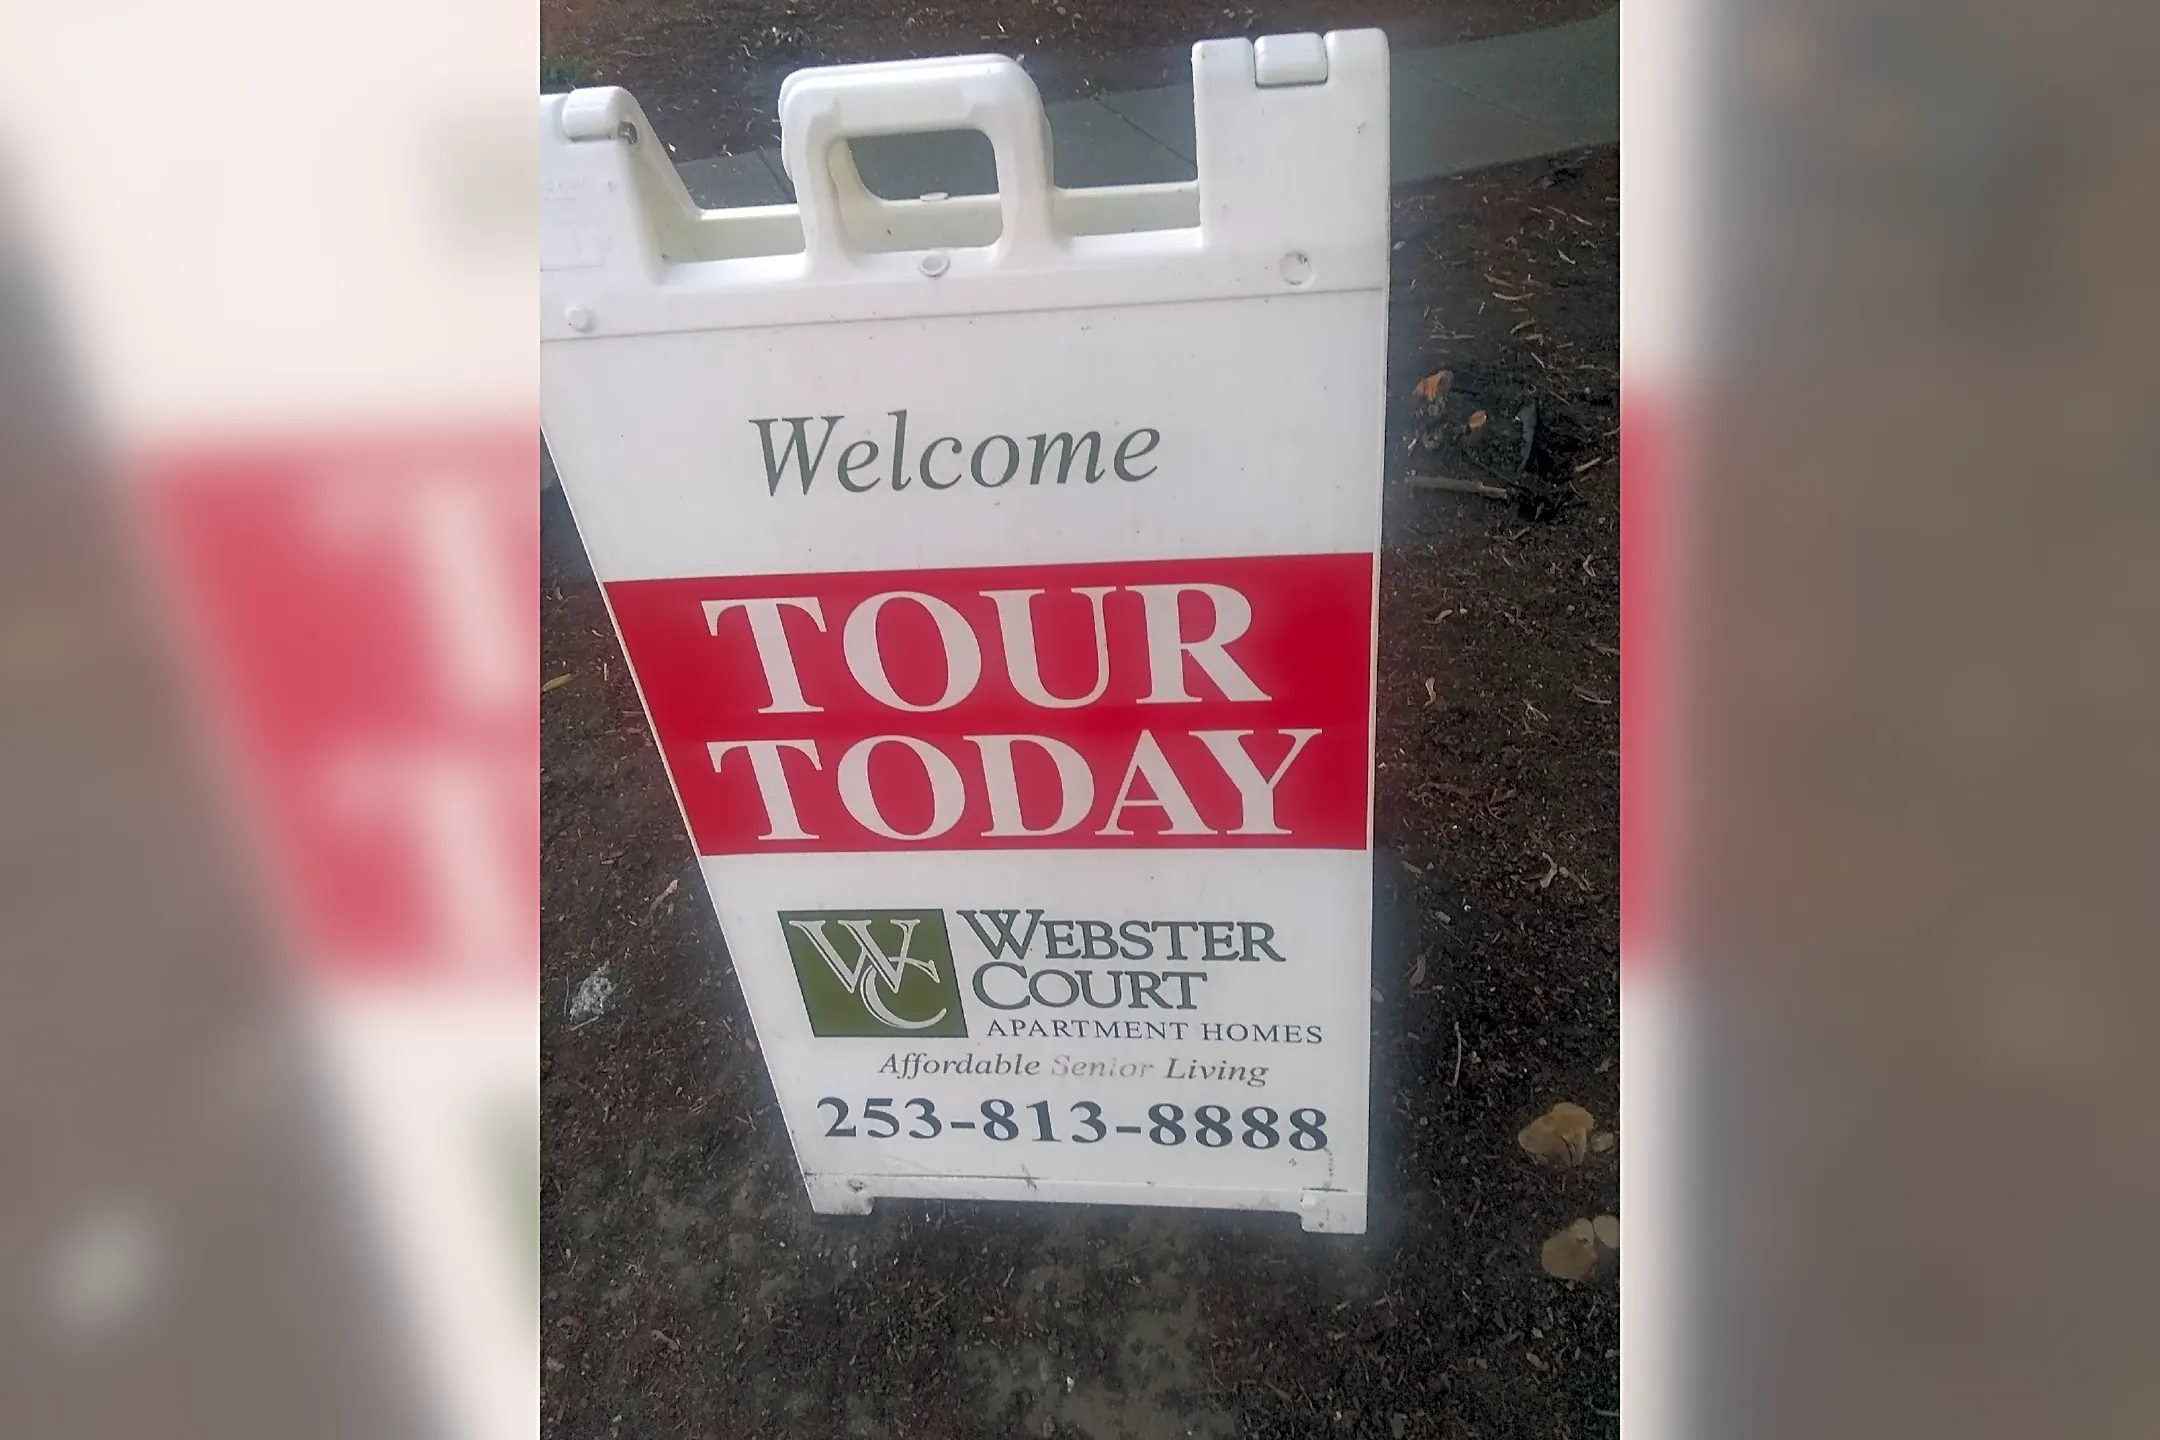 Welcome
TOUR
TODAY
WC WEBSTER
COURT
APARTMENT HOMES
Affordable Senior Living
253-813-8888